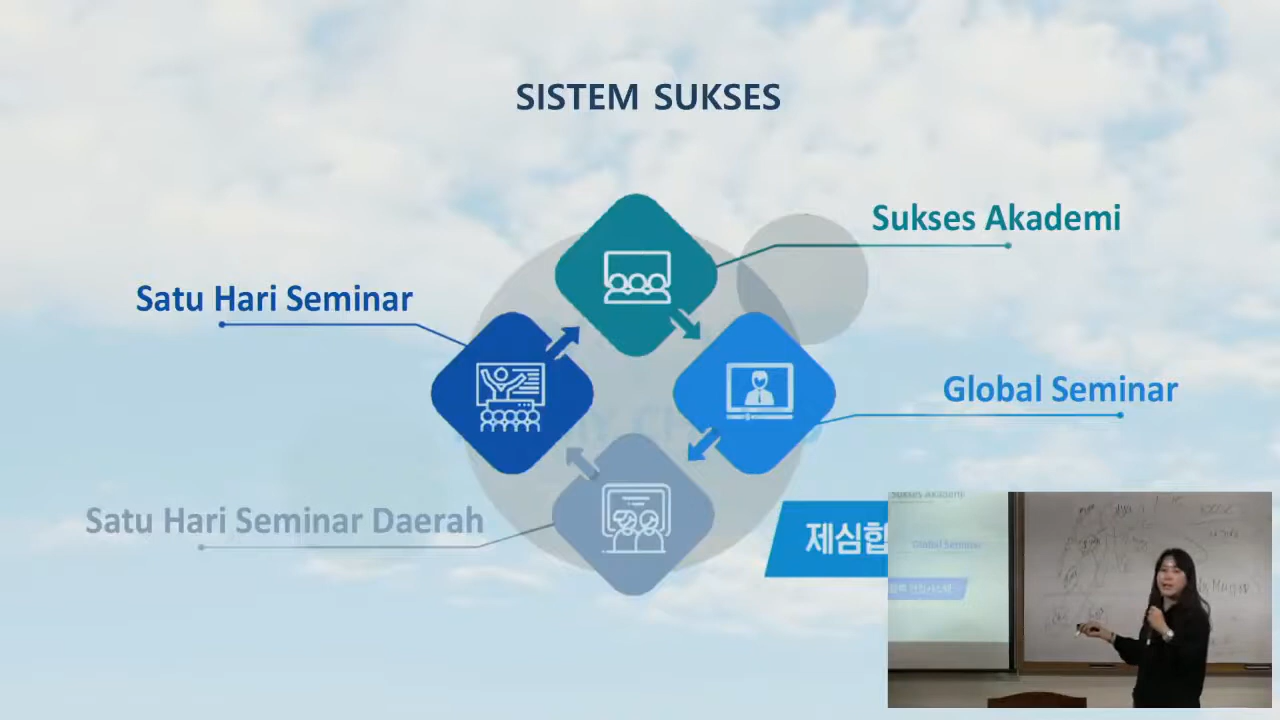 SISTEM SUKSES
Sukses Akademi
Satu Hari Seminar
Global Seminar
Satu Hari Seminar Daerah
제심합
Sukses Akademi
Global Seminar